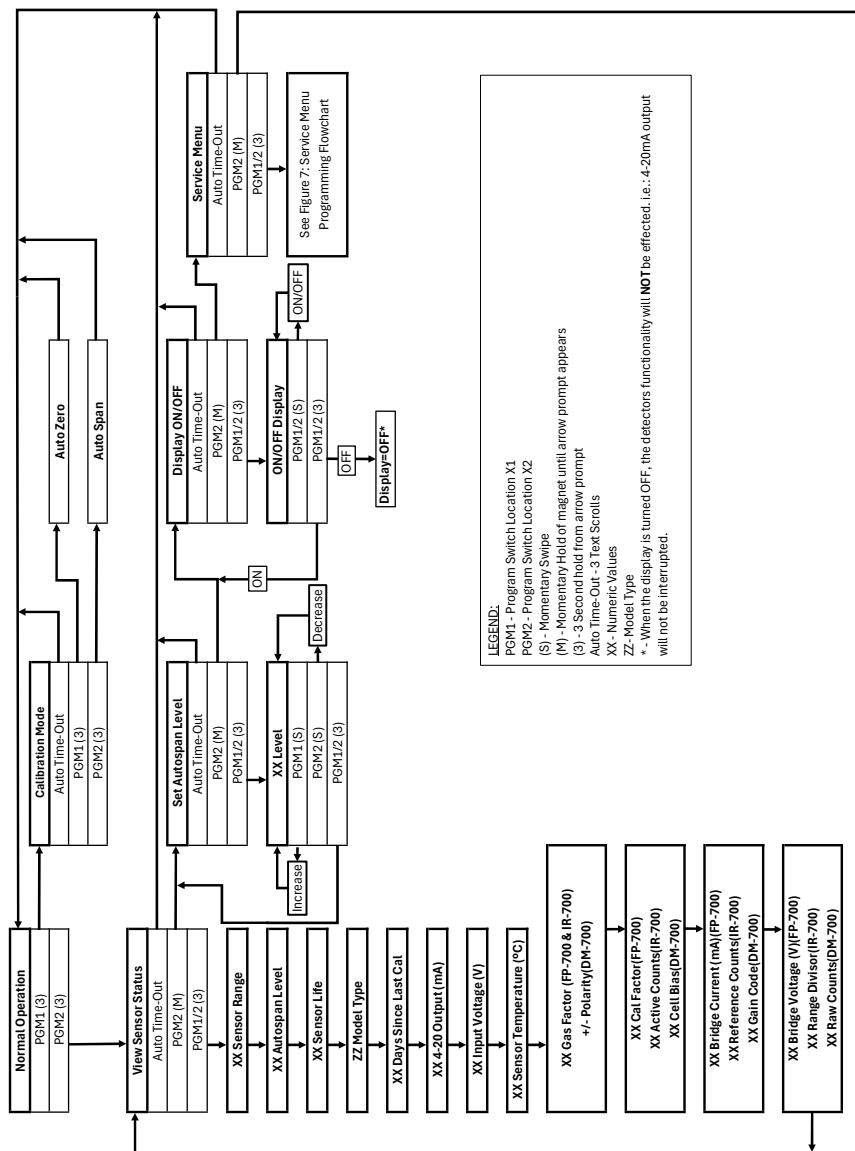 Normal Operation
PGM1 (3)
PGM2 (3)
Calibration Mode
Auto Time-Out
PGM1 (3)
PGM2 (3)
Auto Zero
Auto Span
View Sensor Status
Auto Time-Out
PGM2 (M)
PGM1/2 (3)
Set Autospan Level
Auto Time-Out
PGM2 (M)
PGM1/2 (3)
Display ON/OFF
Auto Time-Out
PGM2 (M)
PGM1/2 (3)
Service Menu
Auto Time-Out
PGM2 (M)
PGM1/2 (3)
Increase
XX Level
PGM1 (S)
PGM2 (S)
PGM1/2 (3)
Decrease
ON
ON/OFF Display
PGM1/2 (S)
PGM1/2 (3)
ON/OFF
OFF
Display=OFF*
See Figure 7: Service Menu
Programming Flowchart
XX Sensor Range
XX Autospan Level
XX Sensor Life
ZZ Model Type
XX Days Since Last Cal
XX 4-20 Output (mA)
XX Input Voltage (V)
XX Sensor Temperature (ºC)
XX Gas Factor (FP-700 & IR-700)
+/- Polarity(DM-700)
XX Cal Factor(FP-700)
XX Active Counts(IR-700)
XX Cell Bias(DM-700)
XX Bridge Current (mA)(FP-700)
XX Reference Counts(IR-700)
XX Gain Code(DM-700)
XX Bridge Voltage (V)(FP-700)
XX Range Divisor(IR-700)
XX Raw Counts(DM-700)
LEGEND:
PGM1 - Program Switch Location X1
PGM2 - Program Switch Location X2
(S) - Momentary Swipe
(M) - Momentary Hold of magnet until arrow prompt appears
(3) - 3 Second hold from arrow prompt
Auto Time-Out - 3 Text Scrolls
XX - Numeric Values
ZZ- Model Type
* - When the display is turned OFF, the detectors functionality will NOT be effected. i.e.: 4-20mA output
will not be interrupted.